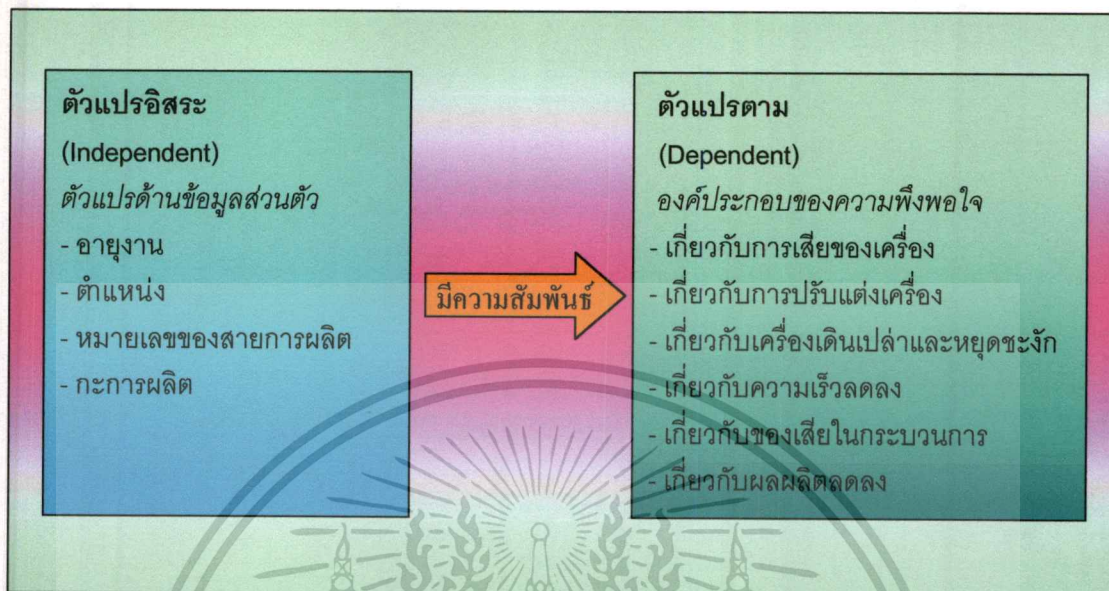 ตัวแปรอิสระ
(Independent)
ตัวแปรด้านข้อมูลส่วนตัว
- อายุงาน
- ตำแหน่ง
- หมายเลขของสายการผลิต
- กะการผลิต
มีความสัมพันธ์
ตัวแปรตาม
(Dependent)
องค์ประกอบของความพึงพอใจ
- เกี่ยวกับการเสียของเครื่อง
- เกี่ยวกับการปรับแต่งเครื่อง
- เกี่ยวกับเครื่องเดินเปล่าและหยุดชะงัก
- เกี่ยวกับความเร็วลดลง
- เกี่ยวกับของเสียในกระบวนการ
- เกี่ยวกับผลผลิตลดลง